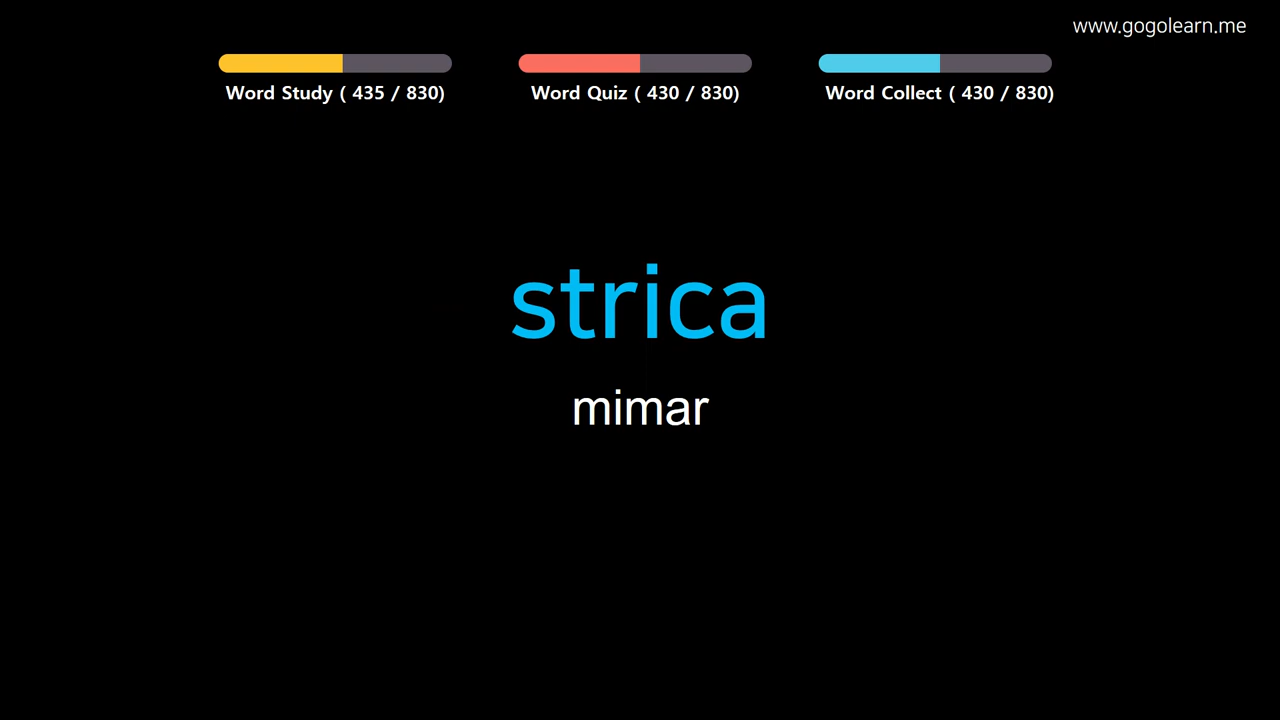 www.gogolearn.me
Word Study ( 435 / 830)
Word Quiz ( 430 / 830)
Word Collect ( 430 / 830)
strica
mimar